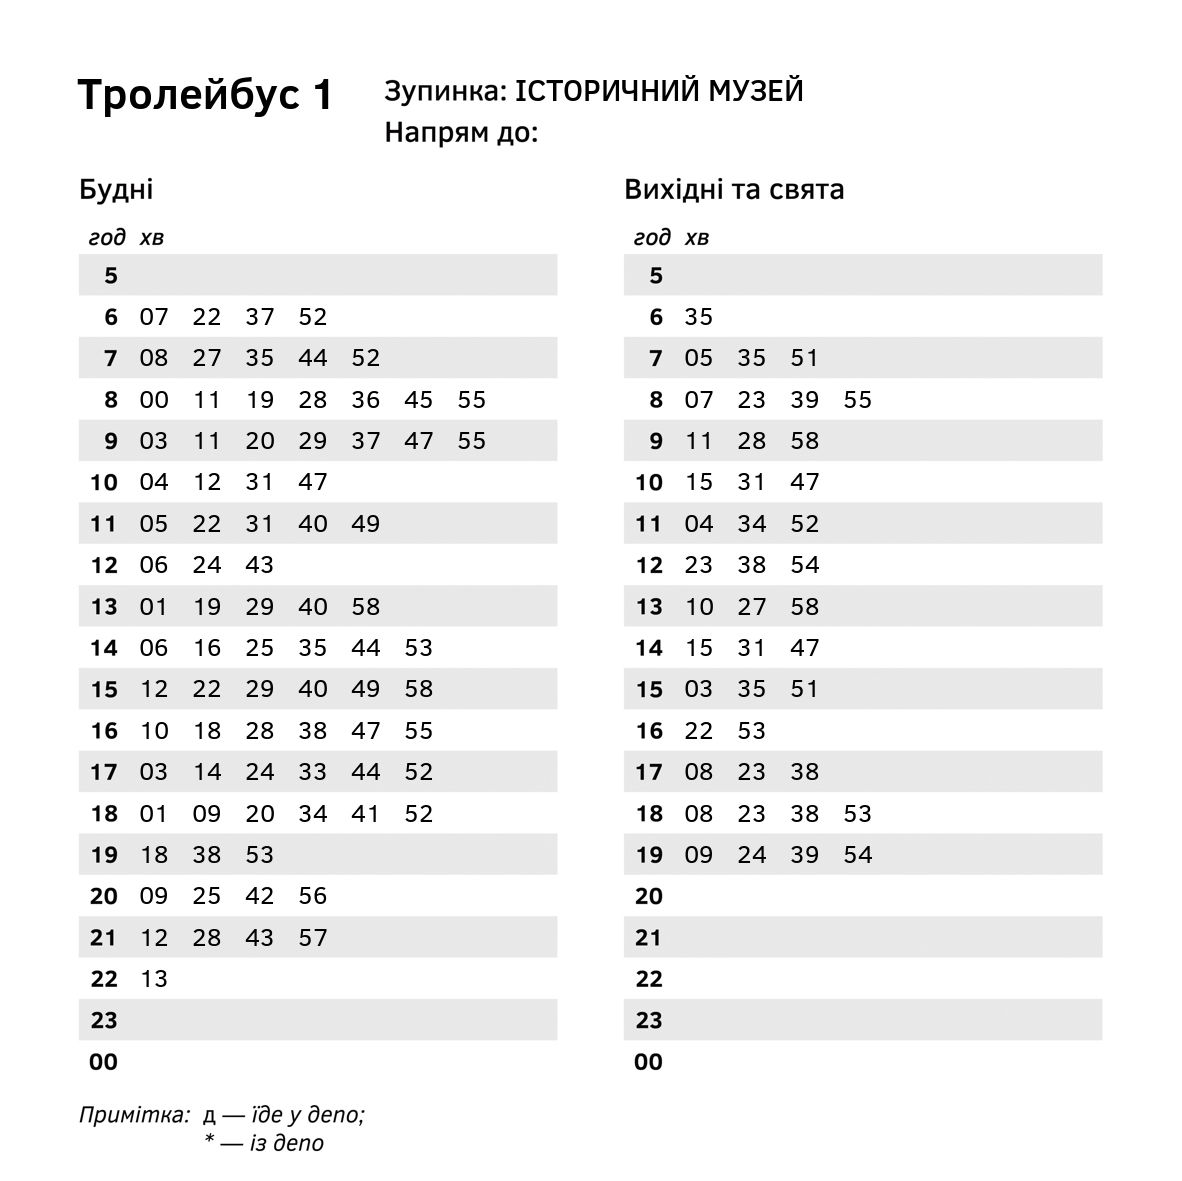 Тролейбус 1
Зупинка: ІСТОРИЧНИЙ МУЗЕЙ
Напрям до:
Будні
год хв
5
6 07 22 37 52
7 08 27 35 44 52
8 00 11 19 28 36 45 55
9 03 11 20 29 37 47 55
10 04 12 31 47
11 05 22 31 40 49
12 06 24 43
13 01 19 29 40 58
14 06 16 25 35 44 53
15 12 22 29 40 49 58
16 10 18 28 38 47 55
17 03 14 24 33 44 52
18 01 09 20 34 41 52
19 18 38 53
20 09 25 42 56
21 12 28 43 57
22 13
23
00
Вихідні та свята
год хв
5
6 35
7 05 35 51
8 07 23 39 55
9 11 28 58
10 15 31 47
11 04 34 52
12 23 38 54
13 10 27 58
14 15 31 47
15 03 35 51
16 22 53
17 08 23 38
18 08 23 38 53
19 09 24 39 54
20
21
22
23
00
Примітка: д — їде у депо;
* — із депо